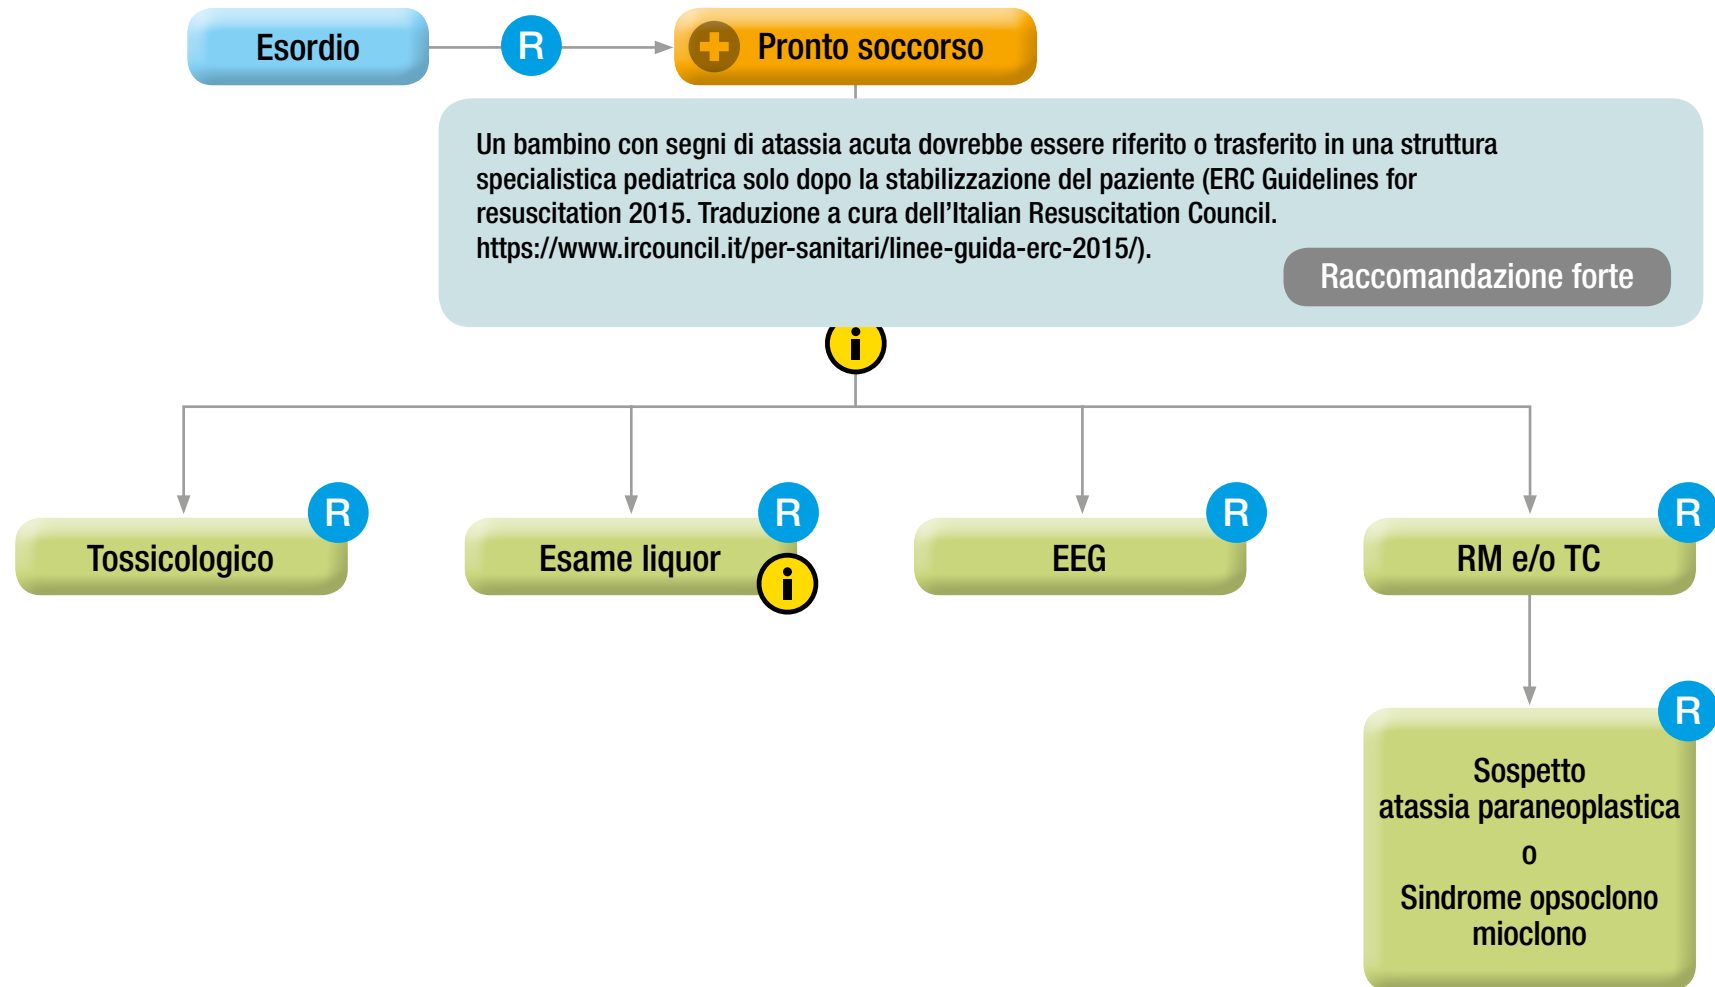 Esordio
R
Pronto soccorso
Un bambino con segni di atassia acuta dovrebbe essere riferito o trasferito in una struttura
specialistica pediatrica solo dopo la stabilizzazione del paziente (ERC Guidelines for
resuscitation 2015. Traduzione a cura dell’Italian Resuscitation Council.
https://www.ircouncil.it/per-sanitari/linee-guida-erc-2015/).
Raccomandazione forte
i
R
Tossicologico
R
Esame liquor
i
R
EEG
R
RM e/o TC
R
Sospetto
atassia paraneoplastica
o
Sindrome opsoclono
mioclono